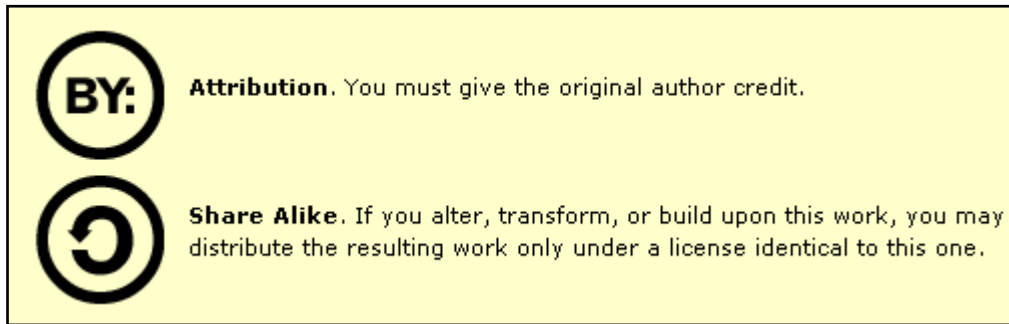 BY:
Attribution. You must give the original author credit.
Share Alike. If you alter, transform, or build upon this work, you may
distribute the resulting work only under a license identical to this one.